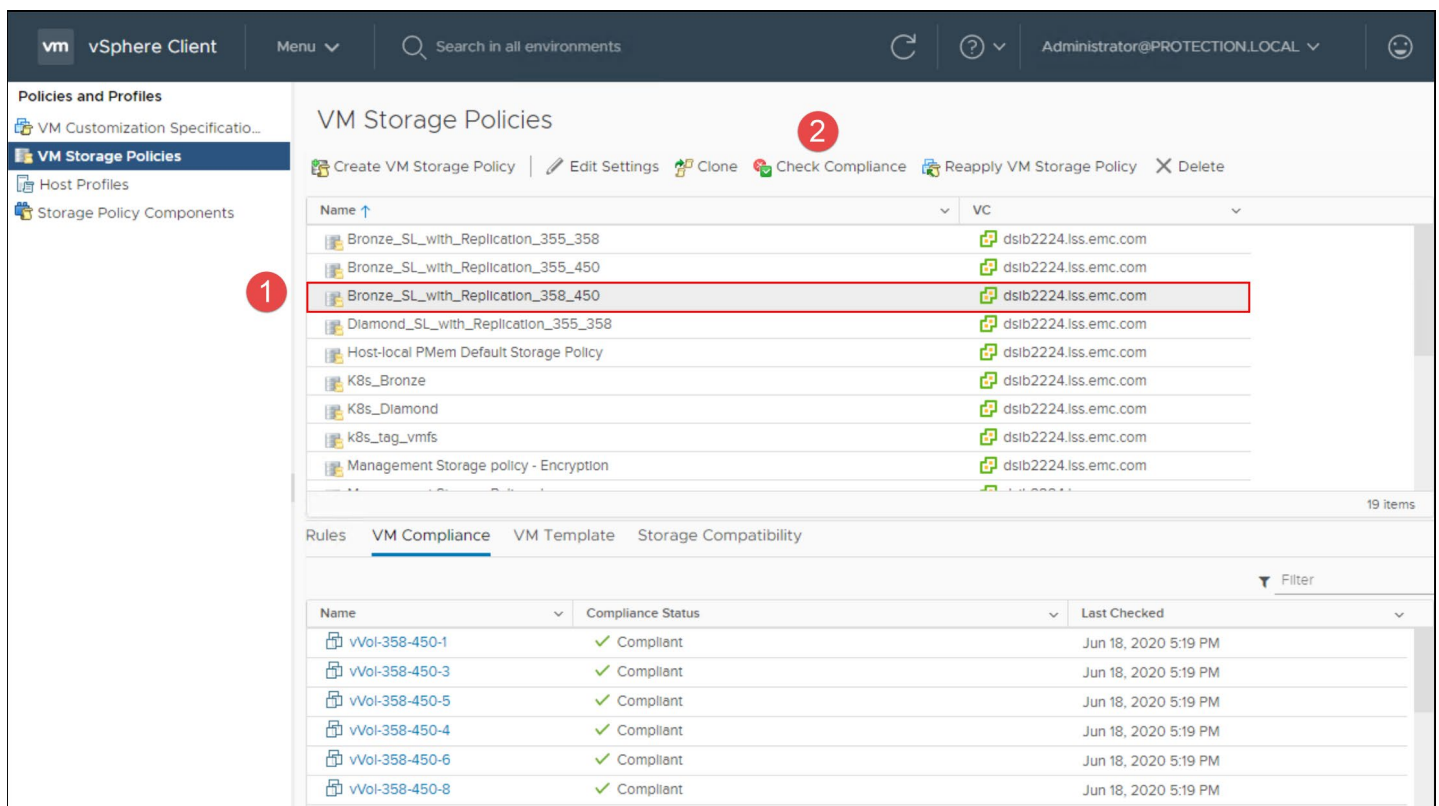 vm vSphere Client Menu Search in all environments Administrator@PROTECTION.LOCAL
Policies and Profiles
VM Customization Specificatio...
VM Storage Policies
Host Profiles
Storage Policy Components
VM Storage Policies
2
Create VM Storage Policy Edit Settings Clone Check Compliance Reapply VM Storage Policy Delete
Name VC
Bronze_SL_with_Replication_355_358 dsib2224.lss.emc.com
Bronze_SL_with_Replication_355_450 dsib2224.lss.emc.com
1
Bronze_SL_with_Replication_358_450 dsib2224.lss.emc.com
Diamond_SL_with_Replication_355_358 dsib2224.lss.emc.com
Host-local PMem Default Storage Policy dsib2224.lss.emc.com
K8s_Bronze dsib2224.lss.emc.com
K8s_Diamond dsib2224.lss.emc.com
k8s_tag_vmfs dsib2224.lss.emc.com
Management Storage policy - Encryption dsib2224.lss.emc.com
19 items
Rules VM Compliance VM Template Storage Compatibility
Filter
Name Compliance Status Last Checked
vVol-358-450-1 Compliant Jun 18, 2020 5:19 PM
vVol-358-450-3 Compliant Jun 18, 2020 5:19 PM
vVol-358-450-5 Compliant Jun 18, 2020 5:19 PM
vVol-358-450-4 Compliant Jun 18, 2020 5:19 PM
vVol-358-450-6 Compliant Jun 18, 2020 5:19 PM
vVol-358-450-8 Compliant Jun 18, 2020 5:19 PM